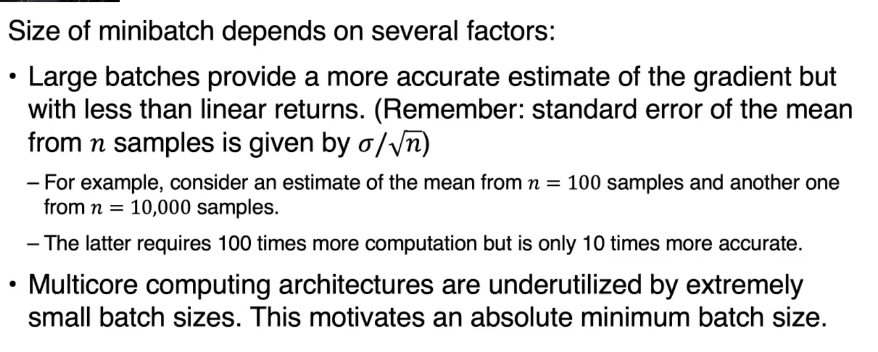 Size of minibatch depends on several factors:
• Large batches provide a more accurate estimate of the gradient but
with less than linear returns. (Remember: standard error of the mean
from n samples is given by σ/√n)
– For example, consider an estimate of the mean from n = 100 samples and another one
from n = 10,000 samples.
– The latter requires 100 times more computation but is only 10 times more accurate.
• Multicore computing architectures are underutilized by extremely
small batch sizes. This motivates an absolute minimum batch size.